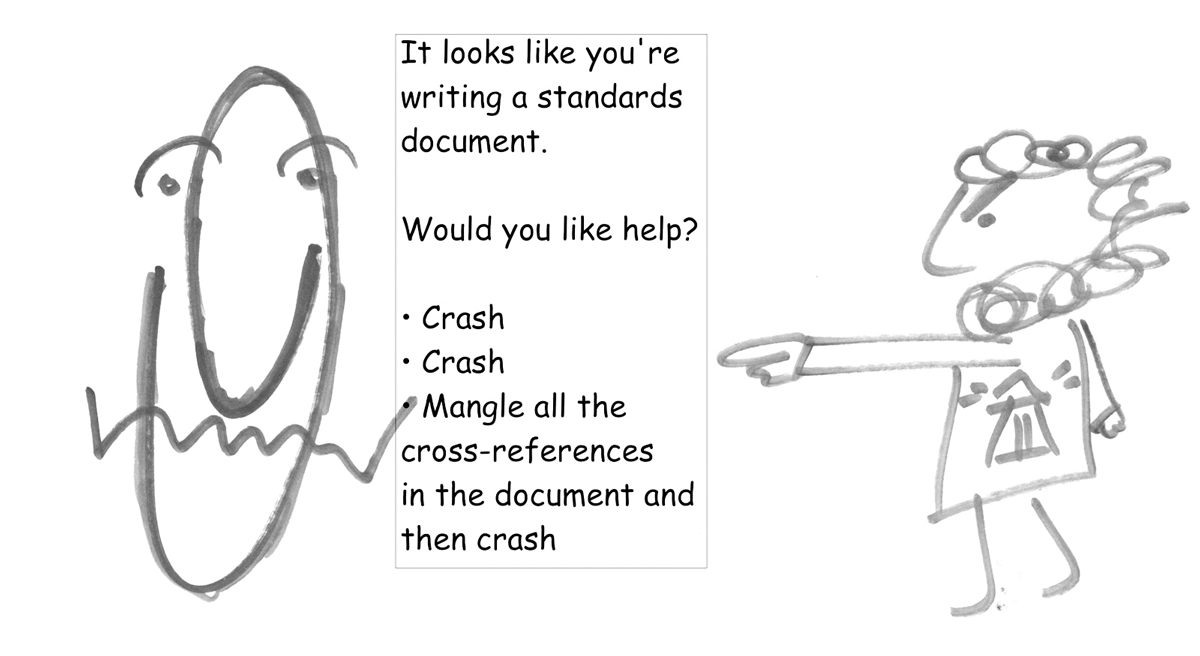 It looks like you're
writing a standards
document.
Would you like help?
• Crash
• Crash
• Mangle all the
cross-references
in the document and
then crash